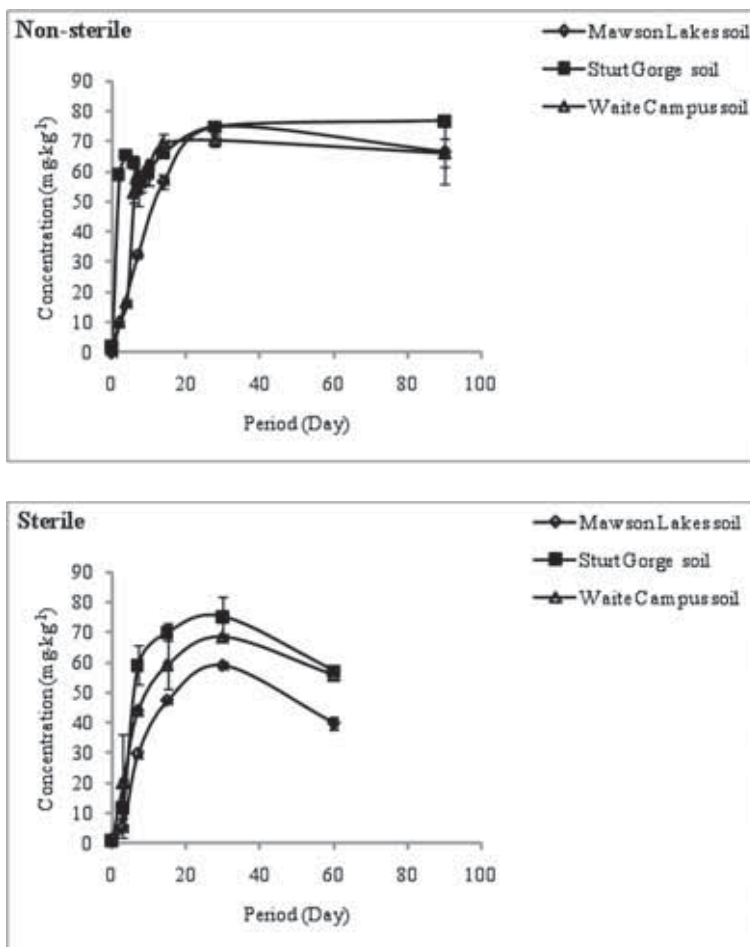 Non-sterile
Mawson Lakes soil
Sturt Gorge soil
Waite Campus soil
90
80
70
60
50
40
30
20
10
0
Concentration (mg.kg-1)
0 20 40 60 80 100
Period (Day)
Sterile
Mawson Lakes soil
Sturt Gorge soil
Waite Campus soil
90
80
70
60
50
40
30
20
10
0
Concentration (mg.kg-1)
0 20 40 60 80 100
Period (Day)